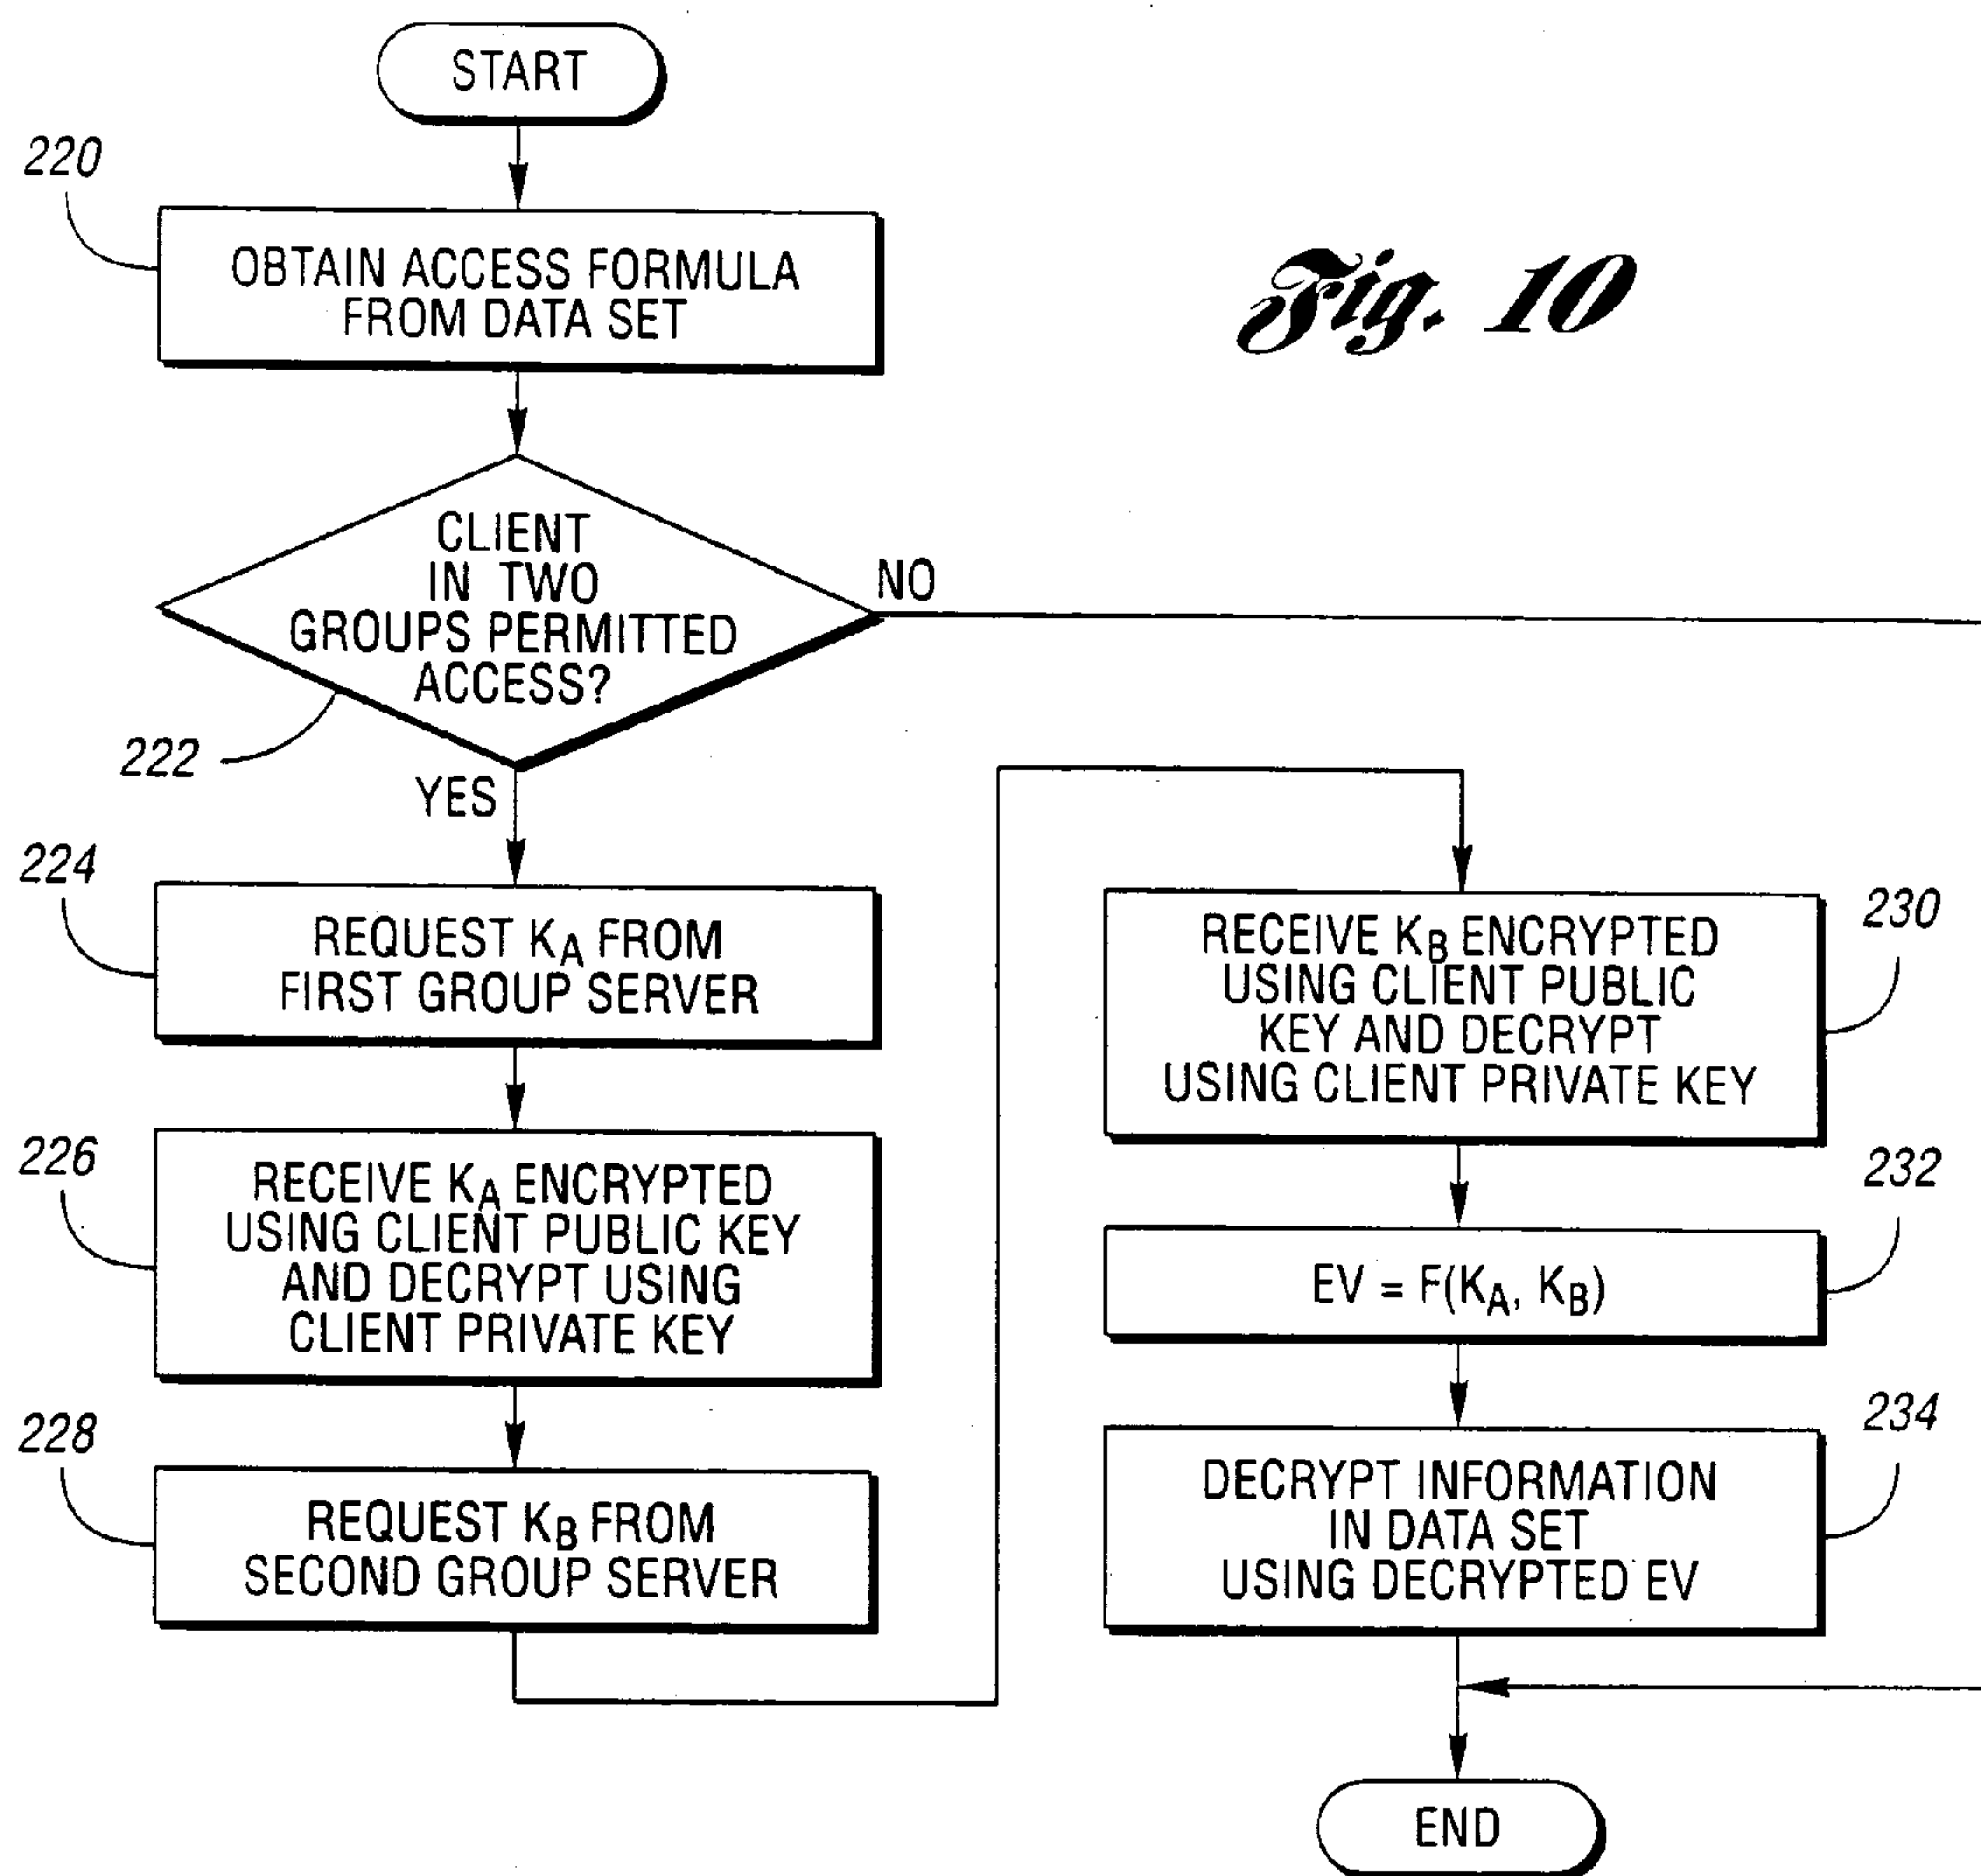 START
220
OBTAIN ACCESS FORMULA
FROM DATA SET
Fig. 10
CLIENT
IN TWO
GROUPS PERMITTED
ACCESS?
NO
222
YES
224
REQUEST KA FROM
FIRST GROUP SERVER
226
RECEIVE KA ENCRYPTED
USING CLIENT PUBLIC KEY
AND DECRYPT USING
CLIENT PRIVATE KEY
228
REQUEST KB FROM
SECOND GROUP SERVER
230
RECEIVE KB ENCRYPTED
USING CLIENT PUBLIC
KEY AND DECRYPT
USING CLIENT PRIVATE KEY
232
EV = F(KA, KB)
234
DECRYPT INFORMATION
IN DATA SET
USING DECRYPTED EV
END